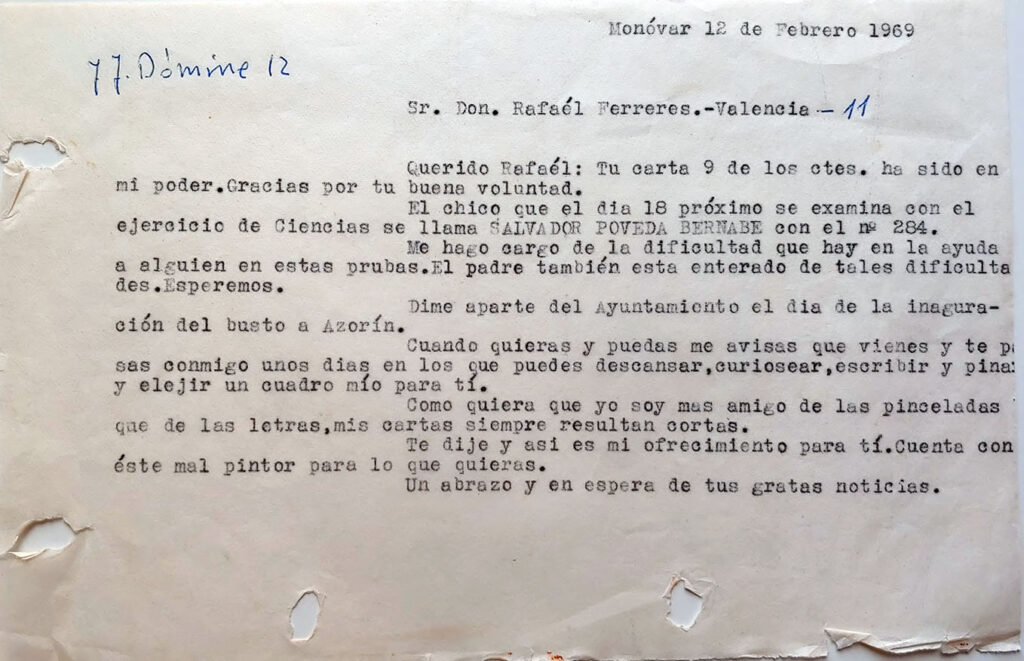 Monóvar 12 de Febrero 1969
J. Dómine 12
Sr. Don. Rafaél Ferreres.-Valencia - 11
Querido Rafaél: Tu carta 9 de los ctes. ha sido en
mi poder.Gracias por tu buena voluntad.
El chico que el dia 18 próximo se examina con el
ejercicio de Ciencias se llama SALVADOR POVEDA BERNABE con el nº 284.
Me hago cargo de la dificultad que hay en la ayuda
a alguien en estas prubas.El padre también esta enterado de tales dificulta
des.Esperemos.
Dime aparte del Ayuntamiento el dia de la inagura-
ción del busto a Azorín.
Cuando quieras y puedas me avisas que vienes y te pa
sas conmigo unos dias en los que puedes descansar,curiosear,escribir y pina
y elejir un cuadro mío para tí.
Como quiera que yo soy mas amigo de las pinceladas
que de las letras,mis cartas siempre resultan cortas.
Te dije y asi es mi ofrecimiento para tí.Cuenta con
éste mal pintor para lo que quieras.
Un abrazo y en espera de tus gratas noticias.